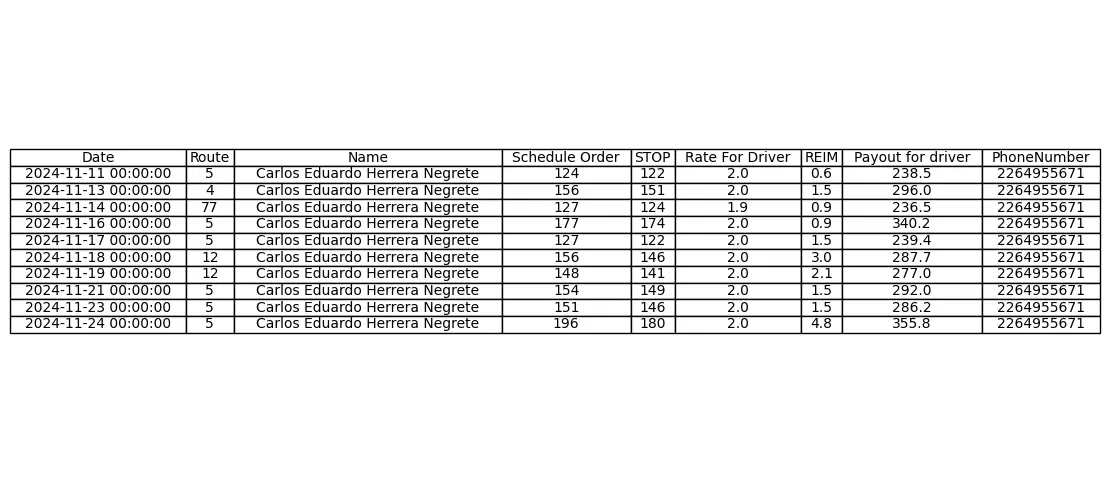 Date Route Name Schedule Order STOP Rate For Driver REIM Payout for driver PhoneNumber
2024-11-11 00:00:00 5 Carlos Eduardo Herrera Negrete 124 122 2.0 0.6 238.5 2264955671
2024-11-13 00:00:00 4 Carlos Eduardo Herrera Negrete 156 151 2.0 1.5 296.0 2264955671
2024-11-14 00:00:00 77 Carlos Eduardo Herrera Negrete 127 124 1.9 0.9 236.5 2264955671
2024-11-16 00:00:00 5 Carlos Eduardo Herrera Negrete 177 174 2.0 0.9 340.2 2264955671
2024-11-17 00:00:00 5 Carlos Eduardo Herrera Negrete 127 122 2.0 1.5 239.4 2264955671
2024-11-18 00:00:00 12 Carlos Eduardo Herrera Negrete 156 146 2.0 3.0 287.7 2264955671
2024-11-19 00:00:00 12 Carlos Eduardo Herrera Negrete 148 141 2.0 2.1 277.0 2264955671
2024-11-21 00:00:00 5 Carlos Eduardo Herrera Negrete 154 149 2.0 1.5 292.0 2264955671
2024-11-23 00:00:00 5 Carlos Eduardo Herrera Negrete 151 146 2.0 1.5 286.2 2264955671
2024-11-24 00:00:00 5 Carlos Eduardo Herrera Negrete 196 180 2.0 4.8 355.8 2264955671